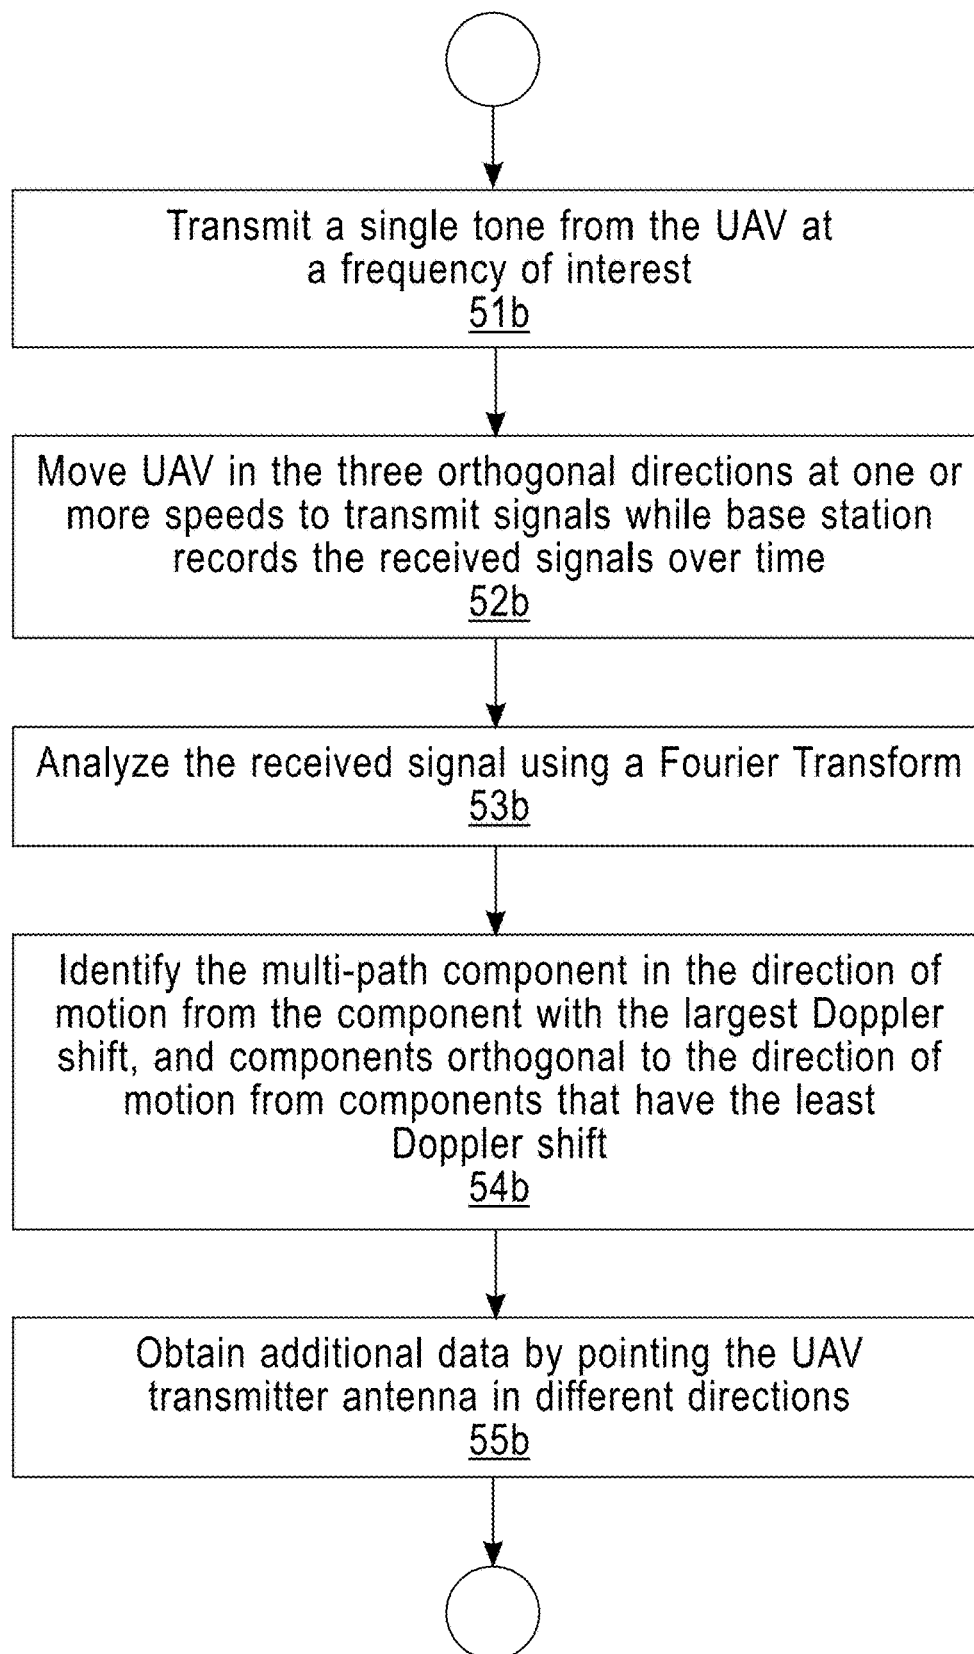 Transmit a single tone from the UAV at
a frequency of interest
51b
Move UAV in the three orthogonal directions at one or
more speeds to transmit signals while base station
records the received signals over time
52b
Analyze the received signal using a Fourier Transform
53b
Identify the multi-path component in the direction of
motion from the component with the largest Doppler
shift, and components orthogonal to the direction of
motion from components that have the least
Doppler shift
54b
Obtain additional data by pointing the UAV
transmitter antenna in different directions
55b